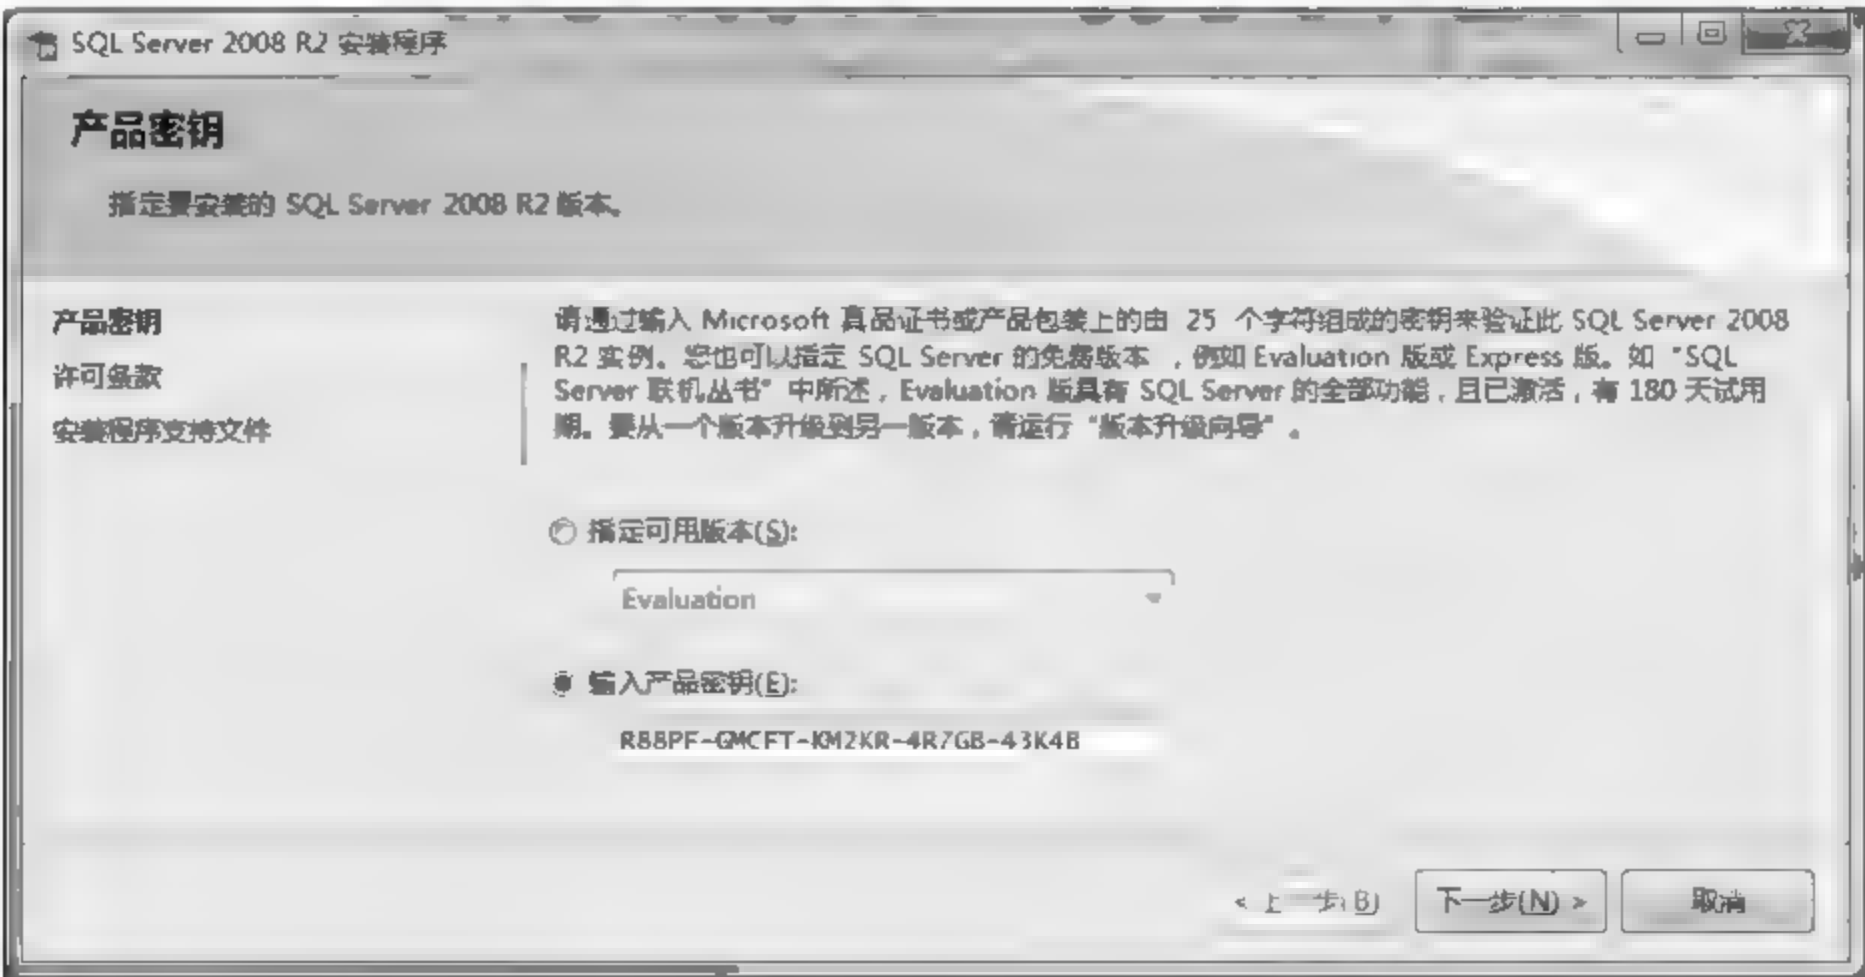 SQL Server 2008 R2 安装程序
产品密钥
指定要安装的 SQL Server 2008 R2 版本。
产品密钥
许可条款
安装程序支持文件
请通过输入 Microsoft 真品证书或产品包装上的由 25 个字符组成的密钥来验证此 SQL Server 2008
R2 实例。您也可以指定 SQL Server 的免费版本 ，例如 Evaluation 版或 Express 版。如 "SQL
Server 联机丛书" 中所述，Evaluation 版具有 SQL Server 的全部功能，且已激活，有 180 天试用
期。要从一个版本升级到另一版本，请运行 "版本升级向导" 。
指定可用版本(S):
Evaluation
输入产品密钥(E):
R88PF-GMCFT-KM2KR-4R7GB-43K4B
< 上一步(B) 下一步(N) > 取消